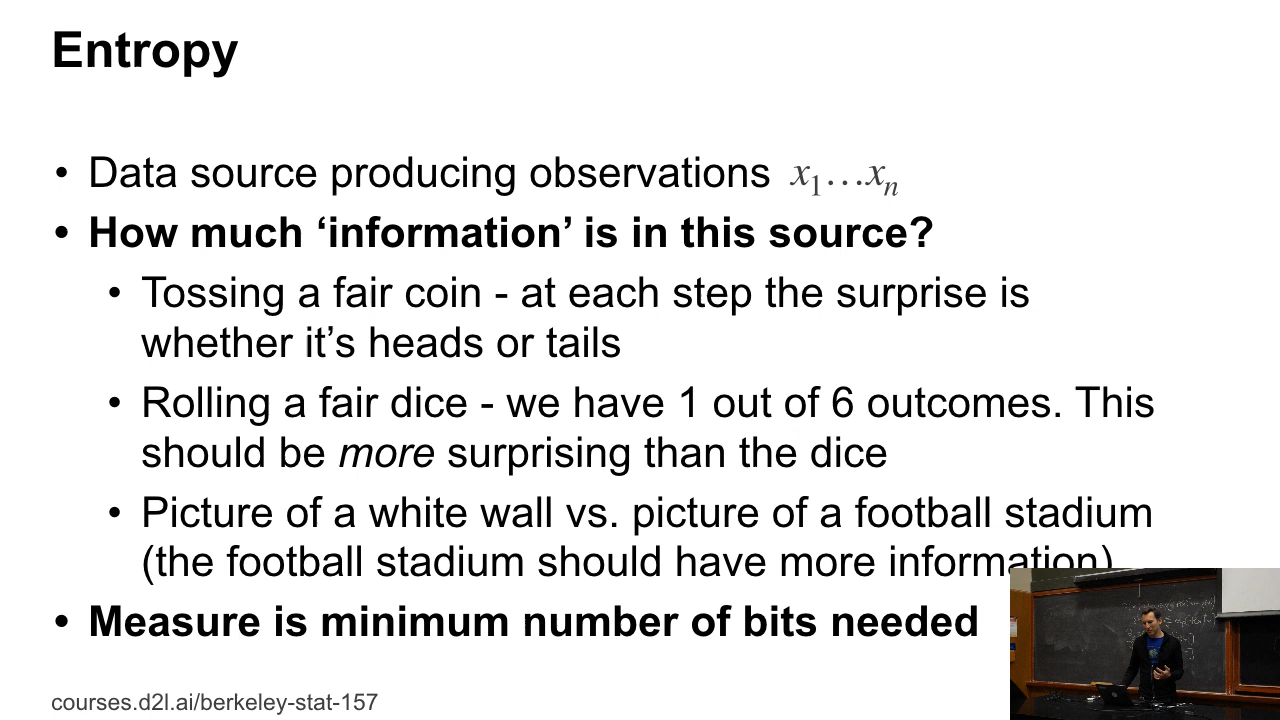 Entropy
• Data source producing observations x₁…xₙ
• How much ‘information’ is in this source?
• Tossing a fair coin - at each step the surprise is
whether it’s heads or tails
• Rolling a fair dice - we have 1 out of 6 outcomes. This
should be more surprising than the dice
• Picture of a white wall vs. picture of a football stadium
(the football stadium should have more information)
• Measure is minimum number of bits needed
courses.d2l.ai/berkeley-stat-157